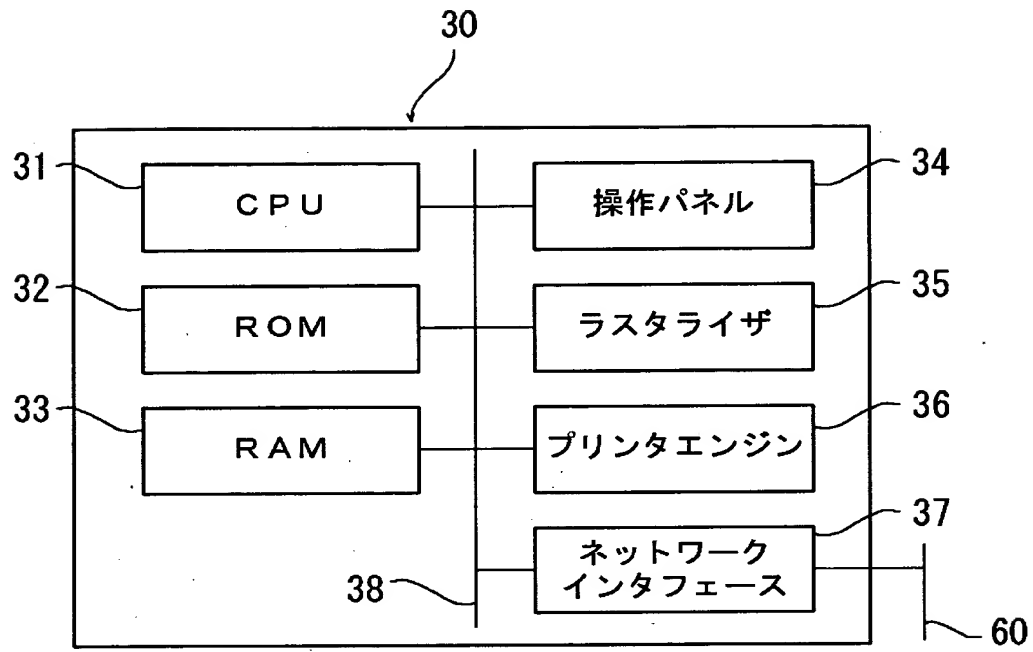 30
31
CPU
34
操作パネル
32
ROM
35
ラスタライザ
33
RAM
36
プリンタエンジン
37
ネットワーク
インタフェース
38
60